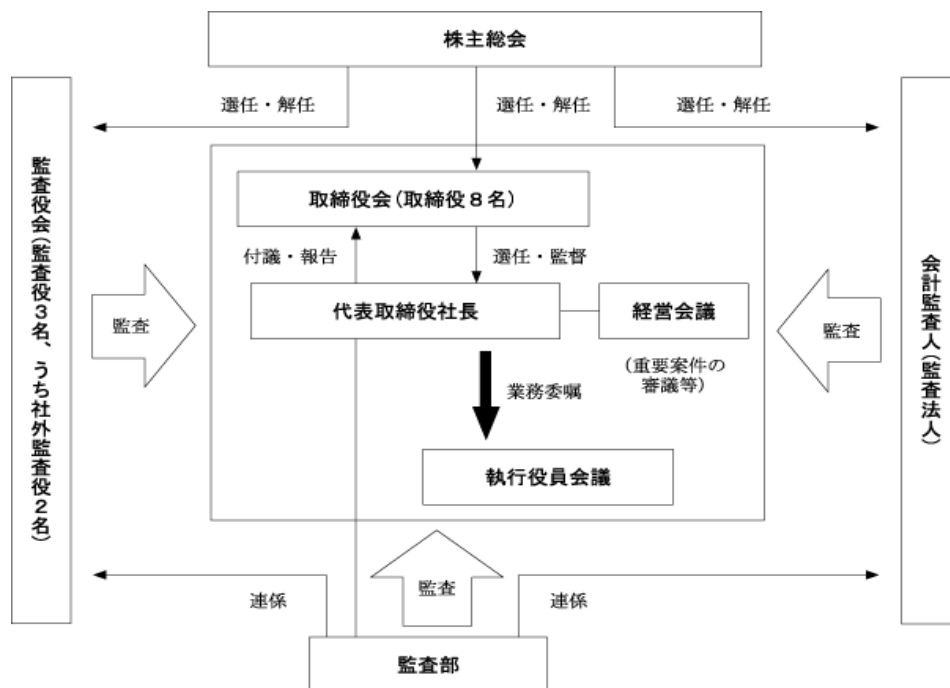 株主総会
選任・解任
選任・解任
選任・解任
監査役会(監査役3名、うち社外監査役2名)
取締役会(取締役8名)
付議・報告
選任・監督
会計監査人(監査法人)
代表取締役社長
経営会議
監査
監査
(重要案件の
審議等)
業務委嘱
執行役員会議
監査
連係
連係
監査部